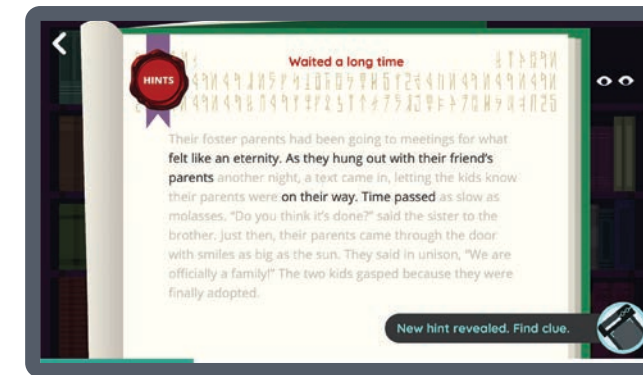 Waited a long time
HINTS
Their foster parents had been going to meetings for what
felt like an eternity. As they hung out with their friend's
parents another night, a text came in, letting the kids know
their parents were on their way. Time passed as slow as
molasses. "Do you think it's done?" said the sister to the
brother. Just then, their parents came through the door
with smiles as big as the sun. They said in unison, "We are
officially a family!" The two kids gasped because they were
finally adopted.
New hint revealed. Find clue.